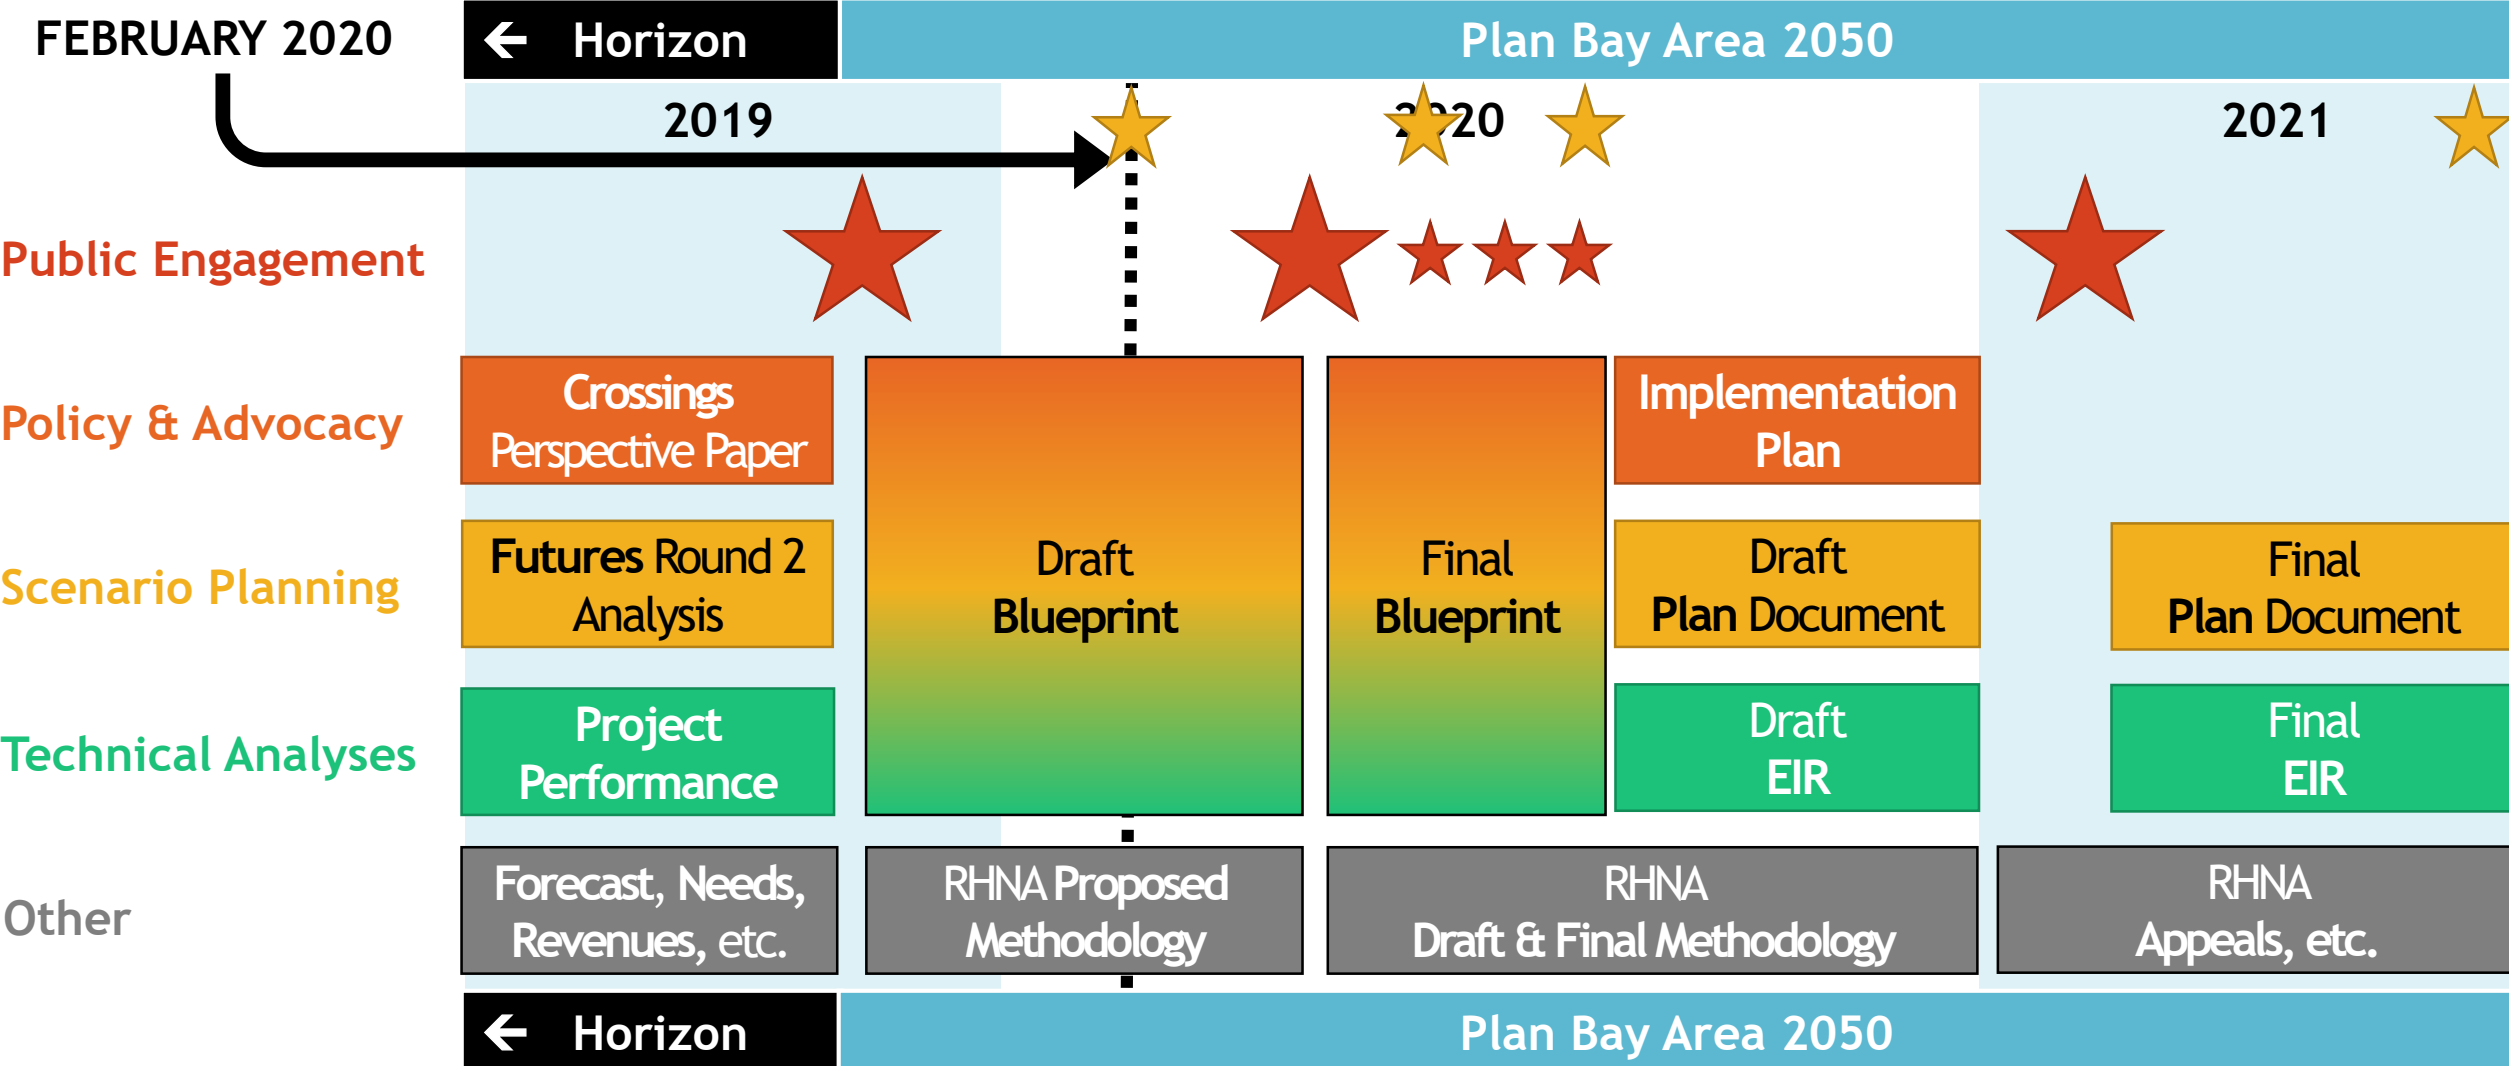 FEBRUARY 2020
Horizon
Plan Bay Area 2050
2019
2020
2021
Public Engagement
Policy & Advocacy
Crossings
Perspective Paper
Implementation
Plan
Scenario Planning
Futures Round 2
Analysis
Draft
Blueprint
Final
Blueprint
Draft
Plan Document
Final
Plan Document
Technical Analyses
Project
Performance
Draft
EIR
Final
EIR
Other
Forecast, Needs,
Revenues, etc.
RHNA Proposed
Methodology
RHNA
Draft & Final Methodology
RHNA
Appeals, etc.
Horizon
Plan Bay Area 2050